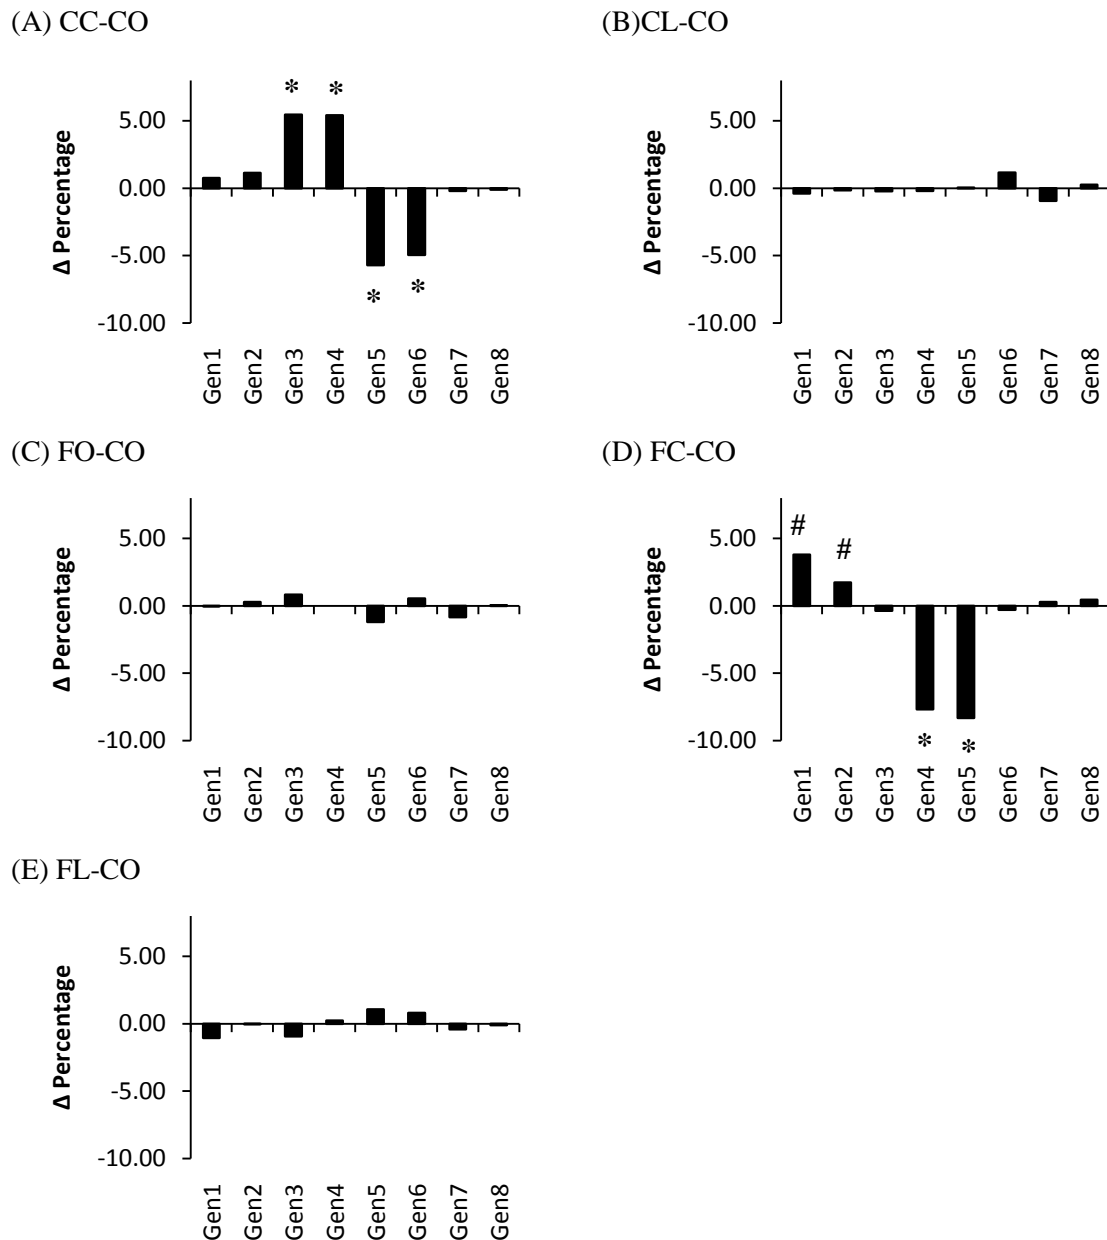 (A) CC-CO
* *
5.00
0.00
-5.00
-10.00
* *
Δ Percentage
Gen1
Gen2
Gen3
Gen4
Gen5
Gen6
Gen7
Gen8
(B)CL-CO
5.00
0.00
-5.00
-10.00
Δ Percentage
Gen1
Gen2
Gen3
Gen4
Gen5
Gen6
Gen7
Gen8
(C) FO-CO
5.00
0.00
-5.00
-10.00
Δ Percentage
Gen1
Gen2
Gen3
Gen4
Gen5
Gen6
Gen7
Gen8
(D) FC-CO
# #
5.00
0.00
-5.00
-10.00
* *
Δ Percentage
Gen1
Gen2
Gen3
Gen4
Gen5
Gen6
Gen7
Gen8
(E) FL-CO
5.00
0.00
-5.00
-10.00
Δ Percentage
Gen1
Gen2
Gen3
Gen4
Gen5
Gen6
Gen7
Gen8